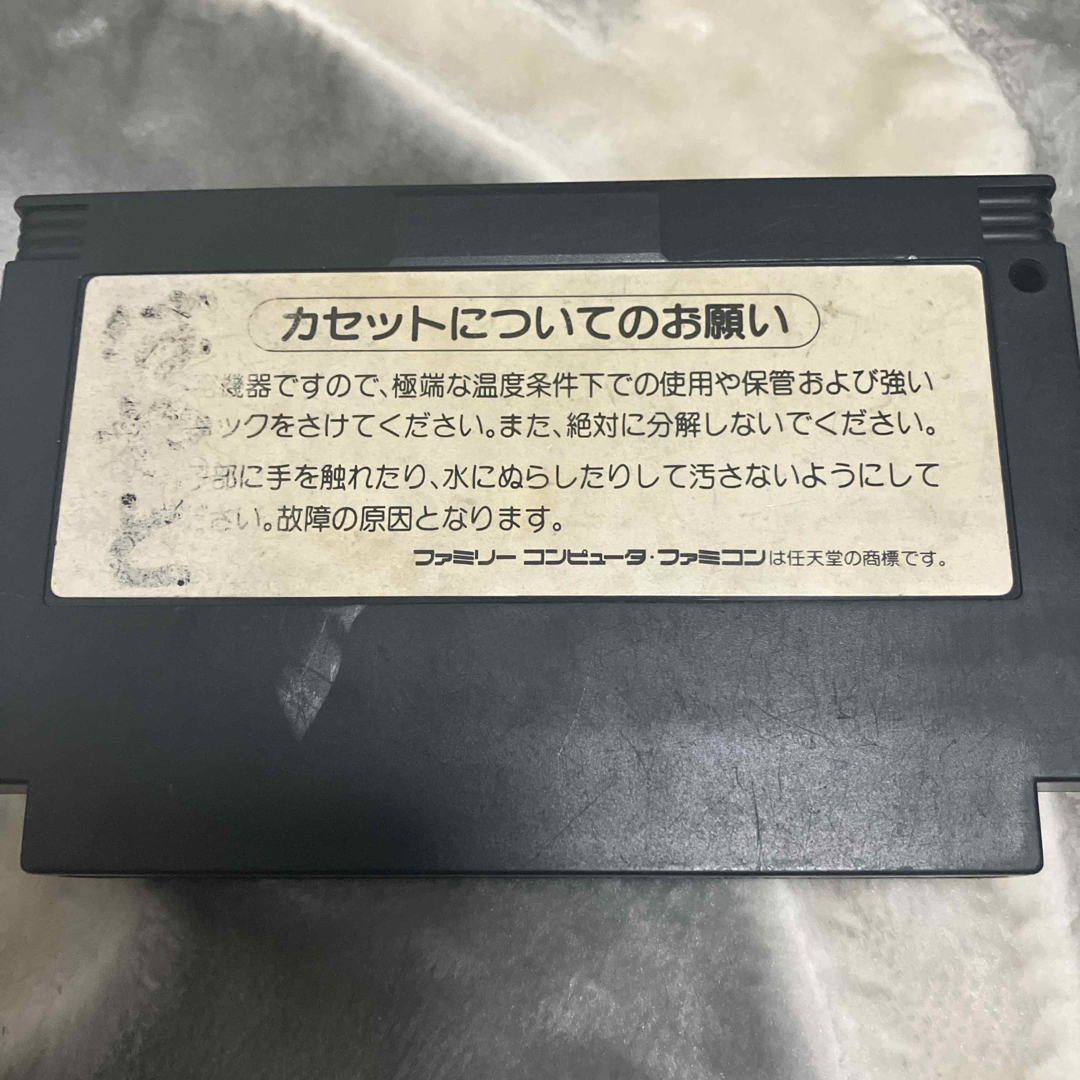 カセットについてのお願い
機器ですので、極端な温度条件下での使用や保管および強い
ックをさけてください。また、絶対に分解しないでください。
部に手を触れたり、水にぬらしたりして汚さないようにして
さい。故障の原因となります。
ファミリー コンピュータ・ファミコンは任天堂の商標です。